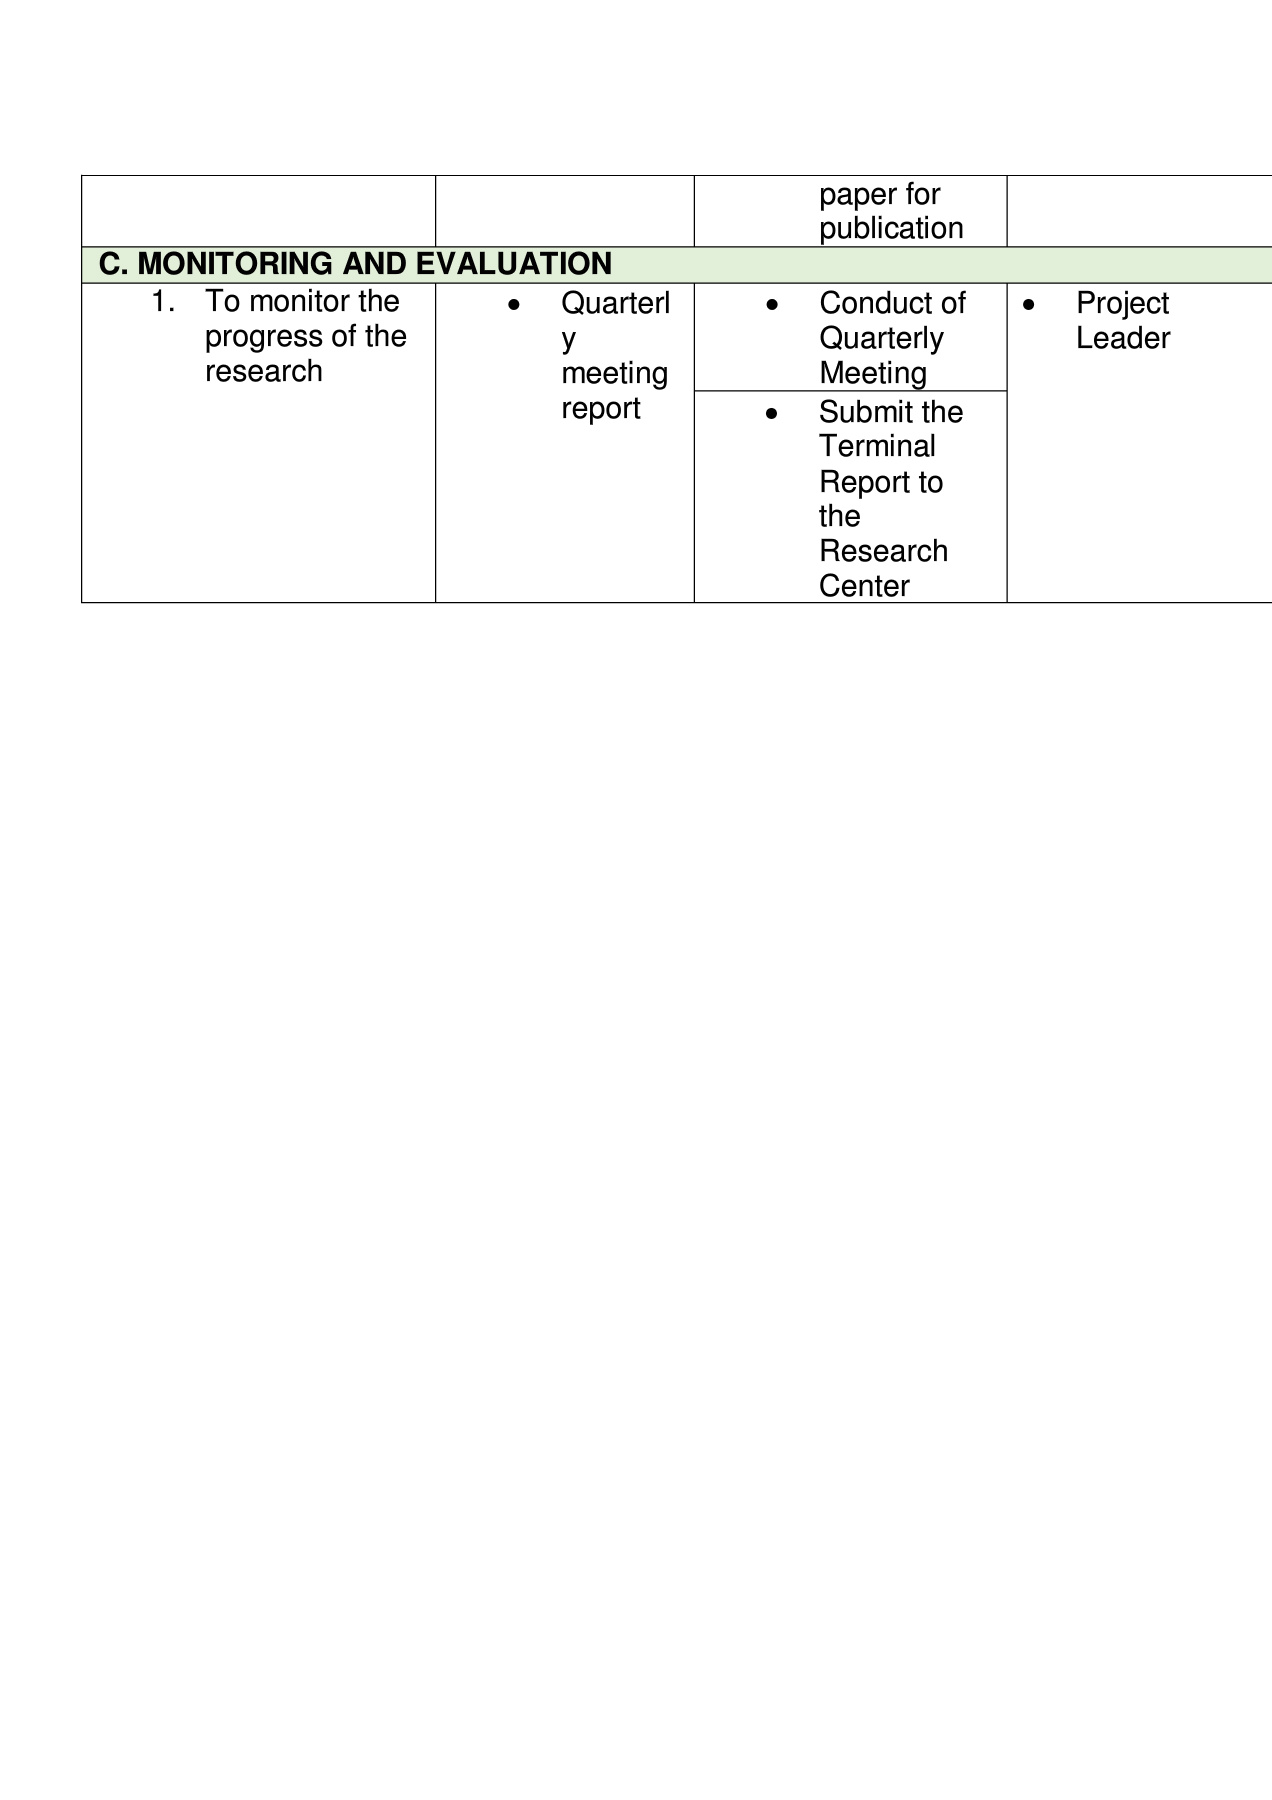 paper for
publication
C. MONITORING AND EVALUATION
1. To monitor the
progress of the
research
● Quarterl
y
meeting
report
● Conduct of
Quarterly
Meeting
● Submit the
Terminal
Report to
the
Research
Center
● Project
Leader